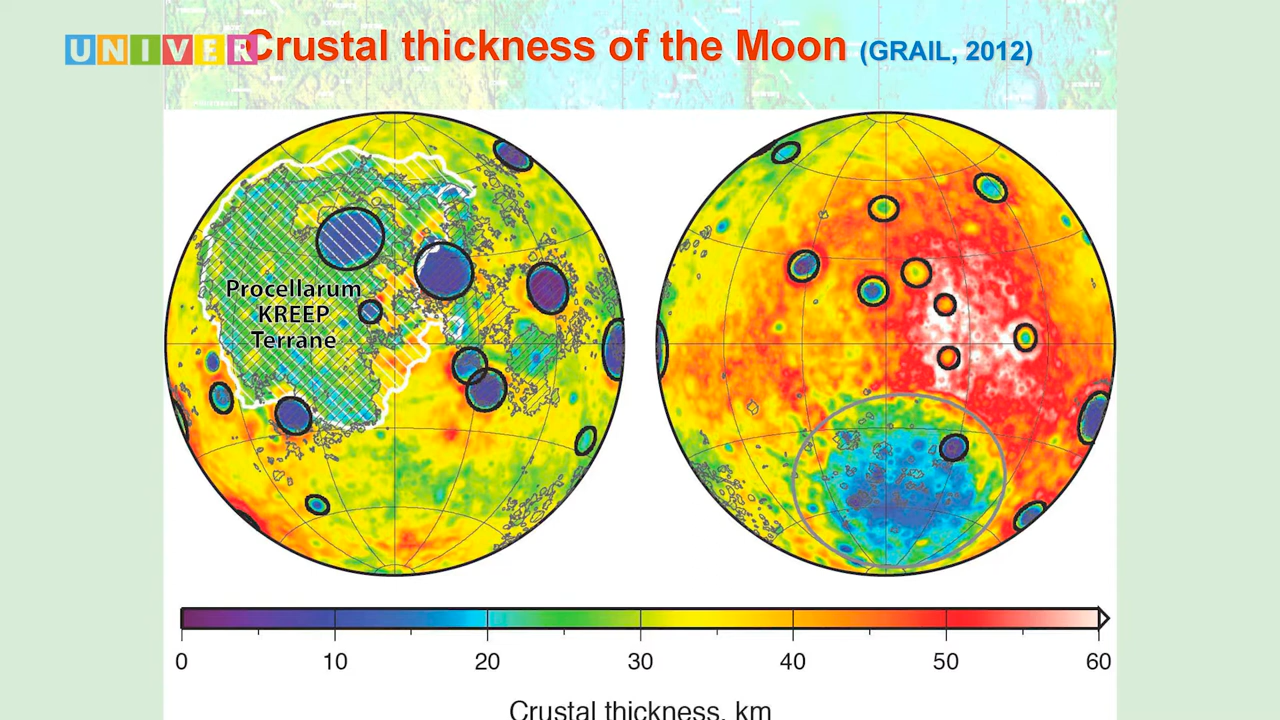 UNIVER
Crustal thickness of the Moon (GRAIL, 2012)
Procellarum
KREEP
Terrane
0 10 20 30 40 50 60
Crustal thickness, km